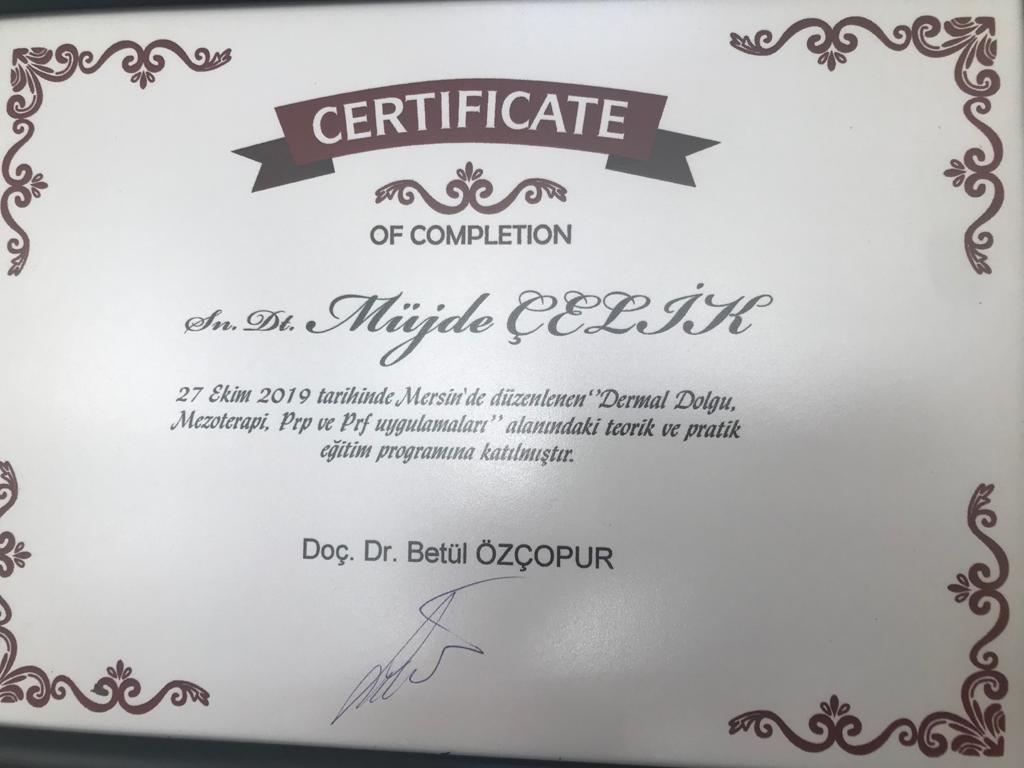 CERTIFICATE
OF COMPLETION
Sn. Dt. Müjde ÇELİK
27 Ekim 2019 tarihinde Mersin'de düzenlenen ‘’Dermal Dolgu,
Mezoterapi, Prp ve Prf uygulamaları’’ alanındaki teorik ve pratik
eğitim programına katılmıştır.
Doç. Dr. Betül ÖZÇOPUR